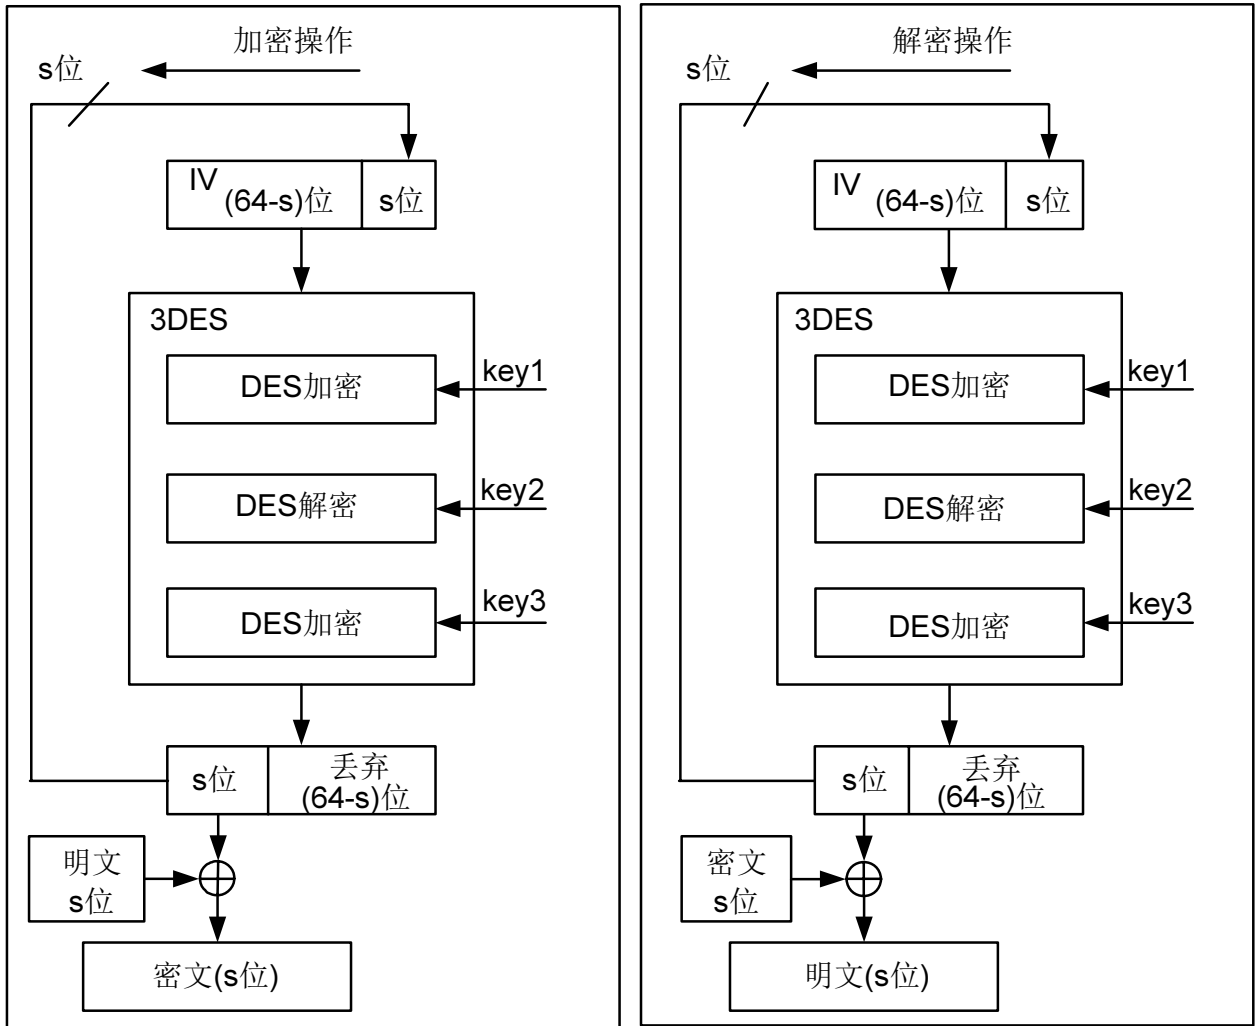 加密操作
s位
IV
(64-s)位
s位
3DES
DES加密
key1
DES解密
key2
DES加密
key3
s位
丢弃
(64-s)位
明文
s位
密文(s位)
解密操作
s位
IV
(64-s)位
s位
3DES
DES加密
key1
DES解密
key2
DES加密
key3
s位
丢弃
(64-s)位
密文
s位
明文(s位)